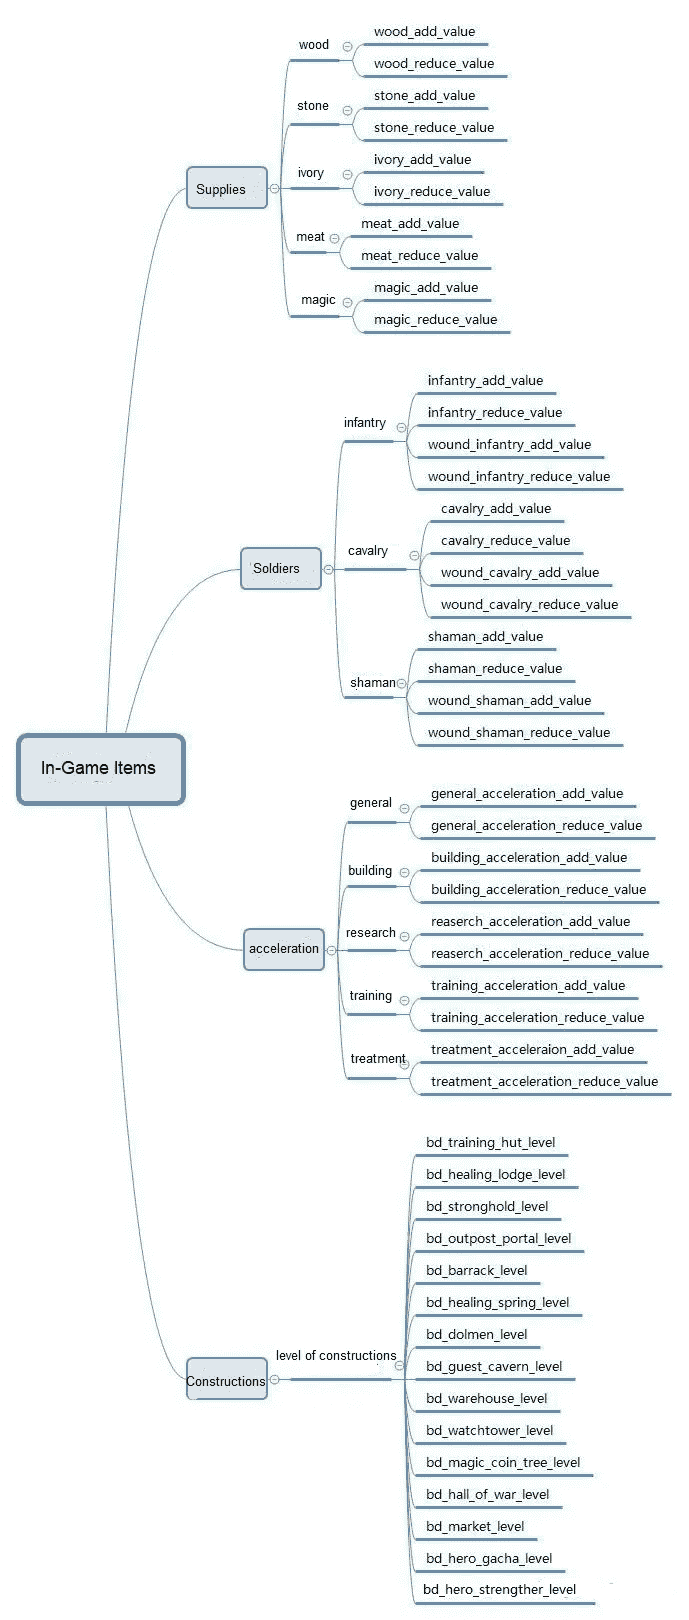 In-Game Items
Supplies
wood
wood_add_value
wood_reduce_value
stone
stone_add_value
stone_reduce_value
ivory
ivory_add_value
ivory_reduce_value
meat
meat_add_value
meat_reduce_value
magic
magic_add_value
magic_reduce_value
Soldiers
infantry
infantry_add_value
infantry_reduce_value
wound_infantry_add_value
wound_infantry_reduce_value
cavalry
cavalry_add_value
cavalry_reduce_value
wound_cavalry_add_value
wound_cavalry_reduce_value
shaman
shaman_add_value
shaman_reduce_value
wound_shaman_add_value
wound_shaman_reduce_value
acceleration
general
general_acceleration_add_value
general_acceleration_reduce_value
building
building_acceleration_add_value
building_acceleration_reduce_value
research
reaserch_acceleration_add_value
reaserch_acceleration_reduce_value
training
training_acceleration_add_value
training_acceleration_reduce_value
treatment
treatment_acceleraion_add_value
treatment_acceleration_reduce_value
Constructions
level of constructions
bd_training_hut_level
bd_healing_lodge_level
bd_stronghold_level
bd_outpost_portal_level
bd_barrack_level
bd_healing_spring_level
bd_dolmen_level
bd_guest_cavern_level
bd_warehouse_level
bd_watchtower_level
bd_magic_coin_tree_level
bd_hall_of_war_level
bd_market_level
bd_hero_gacha_level
bd_hero_strengther_level